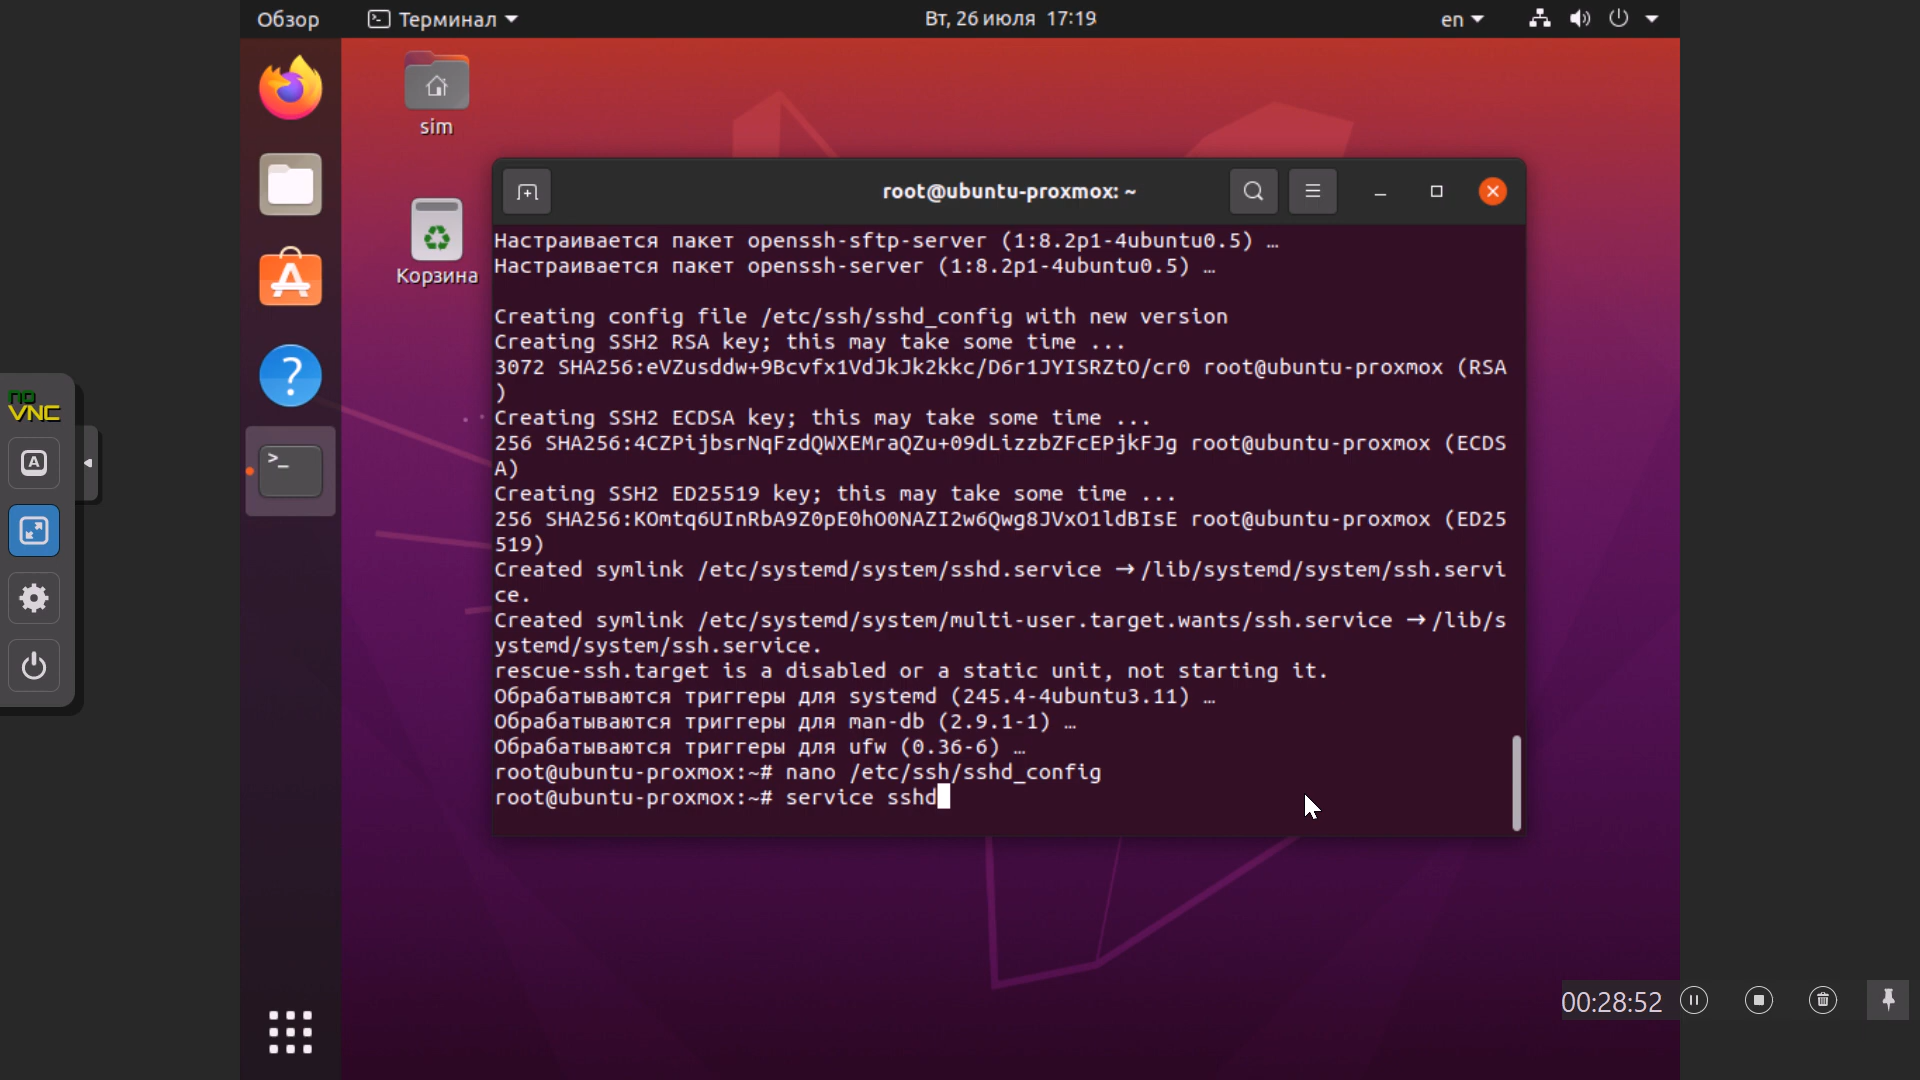 Обзор
Терминал
Вт, 26 июля 17:19
en
sim
Корзина
root@ubuntu-proxmox: ~
Настраивается пакет openssh-sftp-server (1:8.2p1-4ubuntu0.5) …
Настраивается пакет openssh-server (1:8.2p1-4ubuntu0.5) …
Creating config file /etc/ssh/sshd_config with new version
Creating SSH2 RSA key; this may take some time ...
3072 SHA256:eVZusddw+9Bcvfx1VdJkJk2kkc/D6r1JYISRZtO/cr0 root@ubuntu-proxmox (RSA
)
Creating SSH2 ECDSA key; this may take some time ...
256 SHA256:4CZPijbsrNqFzdQWXEMraQZu+09dLizzbZFcEPjkFJg root@ubuntu-proxmox (ECDS
A)
Creating SSH2 ED25519 key; this may take some time ...
256 SHA256:KOmtq6UInRbA9Z0pE0hO0NAZI2w6Qwg8JVxO1ldBIsE root@ubuntu-proxmox (ED25
519)
Created symlink /etc/systemd/system/sshd.service → /lib/systemd/system/ssh.servi
ce.
Created symlink /etc/systemd/system/multi-user.target.wants/ssh.service → /lib/s
ystemd/system/ssh.service.
rescue-ssh.target is a disabled or a static unit, not starting it.
Обрабатываются триггеры для systemd (245.4-4ubuntu3.11) …
Обрабатываются триггеры для man-db (2.9.1-1) …
Обрабатываются триггеры для ufw (0.36-6) …
root@ubuntu-proxmox:~# nano /etc/ssh/sshd_config
root@ubuntu-proxmox:~# service sshd
no
VNC
A
00:28:52